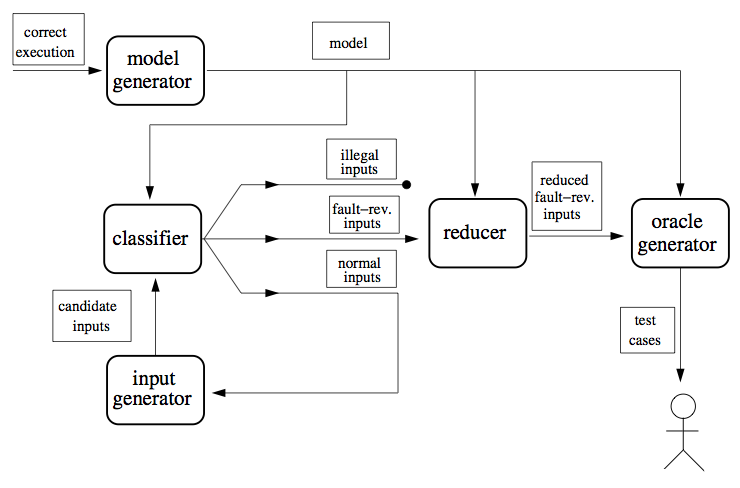 correct
execution
model
generator
model
illegal
inputs
fault–rev.
inputs
normal
inputs
classifier
candidate
inputs
input
generator
reducer
reduced
fault–rev.
inputs
oracle
generator
test
cases